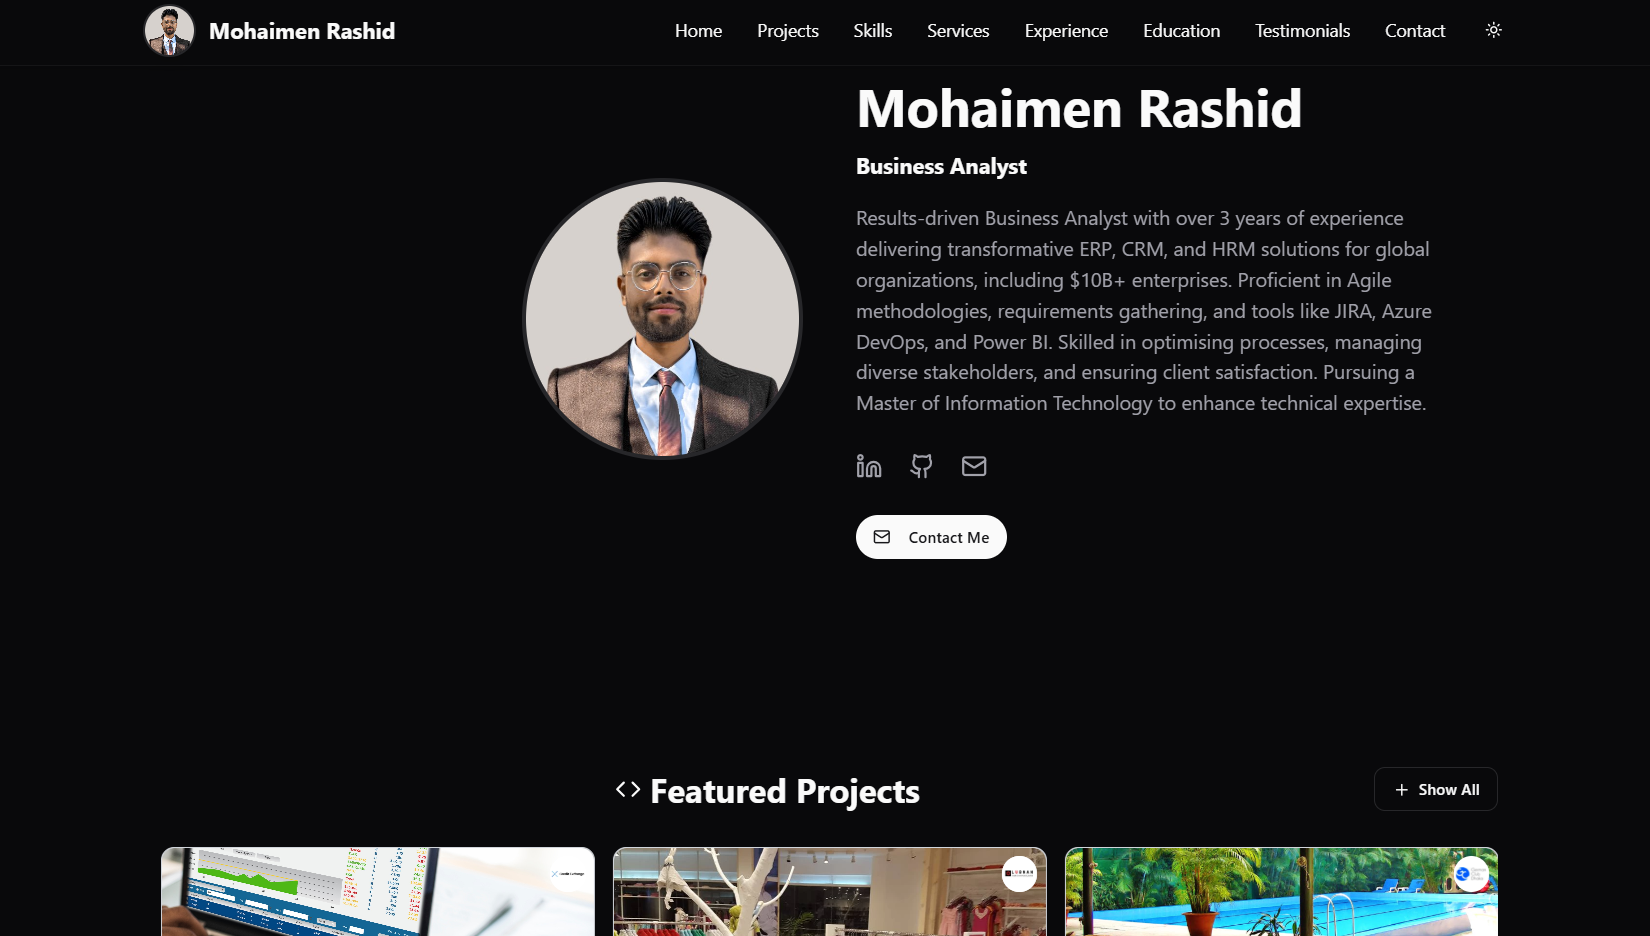 Mohaimen Rashid
Home Projects Skills Services Experience Education Testimonials Contact
Mohaimen Rashid
Business Analyst
Results-driven Business Analyst with over 3 years of experience
delivering transformative ERP, CRM, and HRM solutions for global
organizations, including $10B+ enterprises. Proficient in Agile
methodologies, requirements gathering, and tools like JIRA, Azure
DevOps, and Power BI. Skilled in optimising processes, managing
diverse stakeholders, and ensuring client satisfaction. Pursuing a
Master of Information Technology to enhance technical expertise.
Contact Me
Featured Projects
Show All